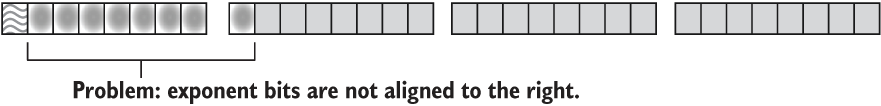 Problem: exponent bits are not aligned to the right.